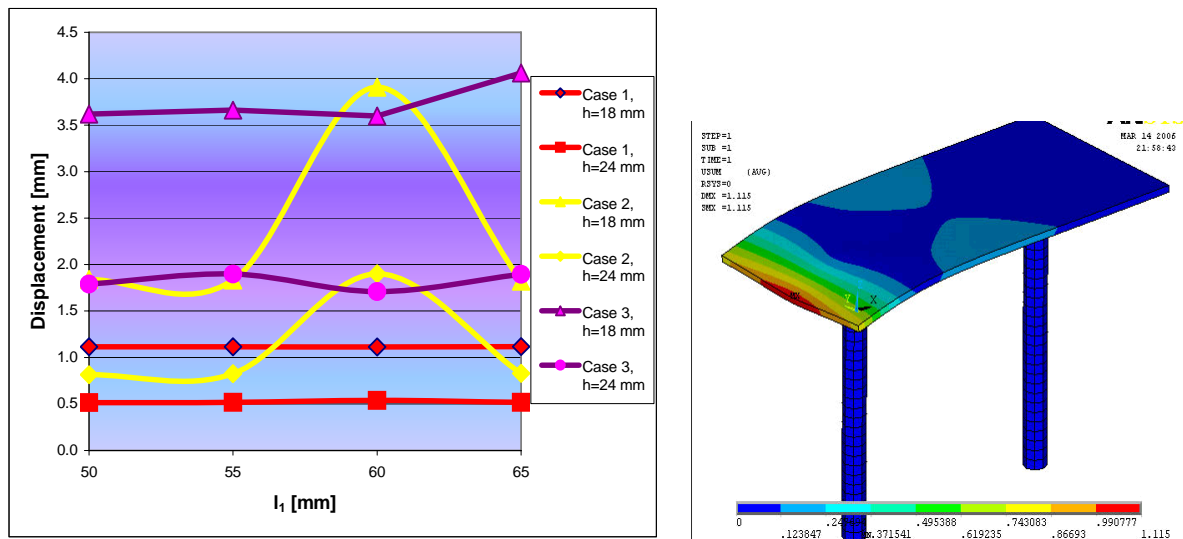 4.5
4.0
3.5
3.0
2.5
2.0
1.5
1.0
0.5
0.0
Displacement [mm]
50
55
60
65
l₁ [mm]
Case 1,
h=18 mm
Case 1,
h=24 mm
Case 2,
h=18 mm
Case 2,
h=24 mm
Case 3,
h=18 mm
Case 3,
h=24 mm
STEP=1
SUB =1
TIME=1
USUM (AVG)
RSYS=0
DMX =1.115
SMX =1.115
MAR 14 2006
21:58:43
Y
X
0
.123847
.371541
.495388
.619235
.743083
.86693
.990777
1.115